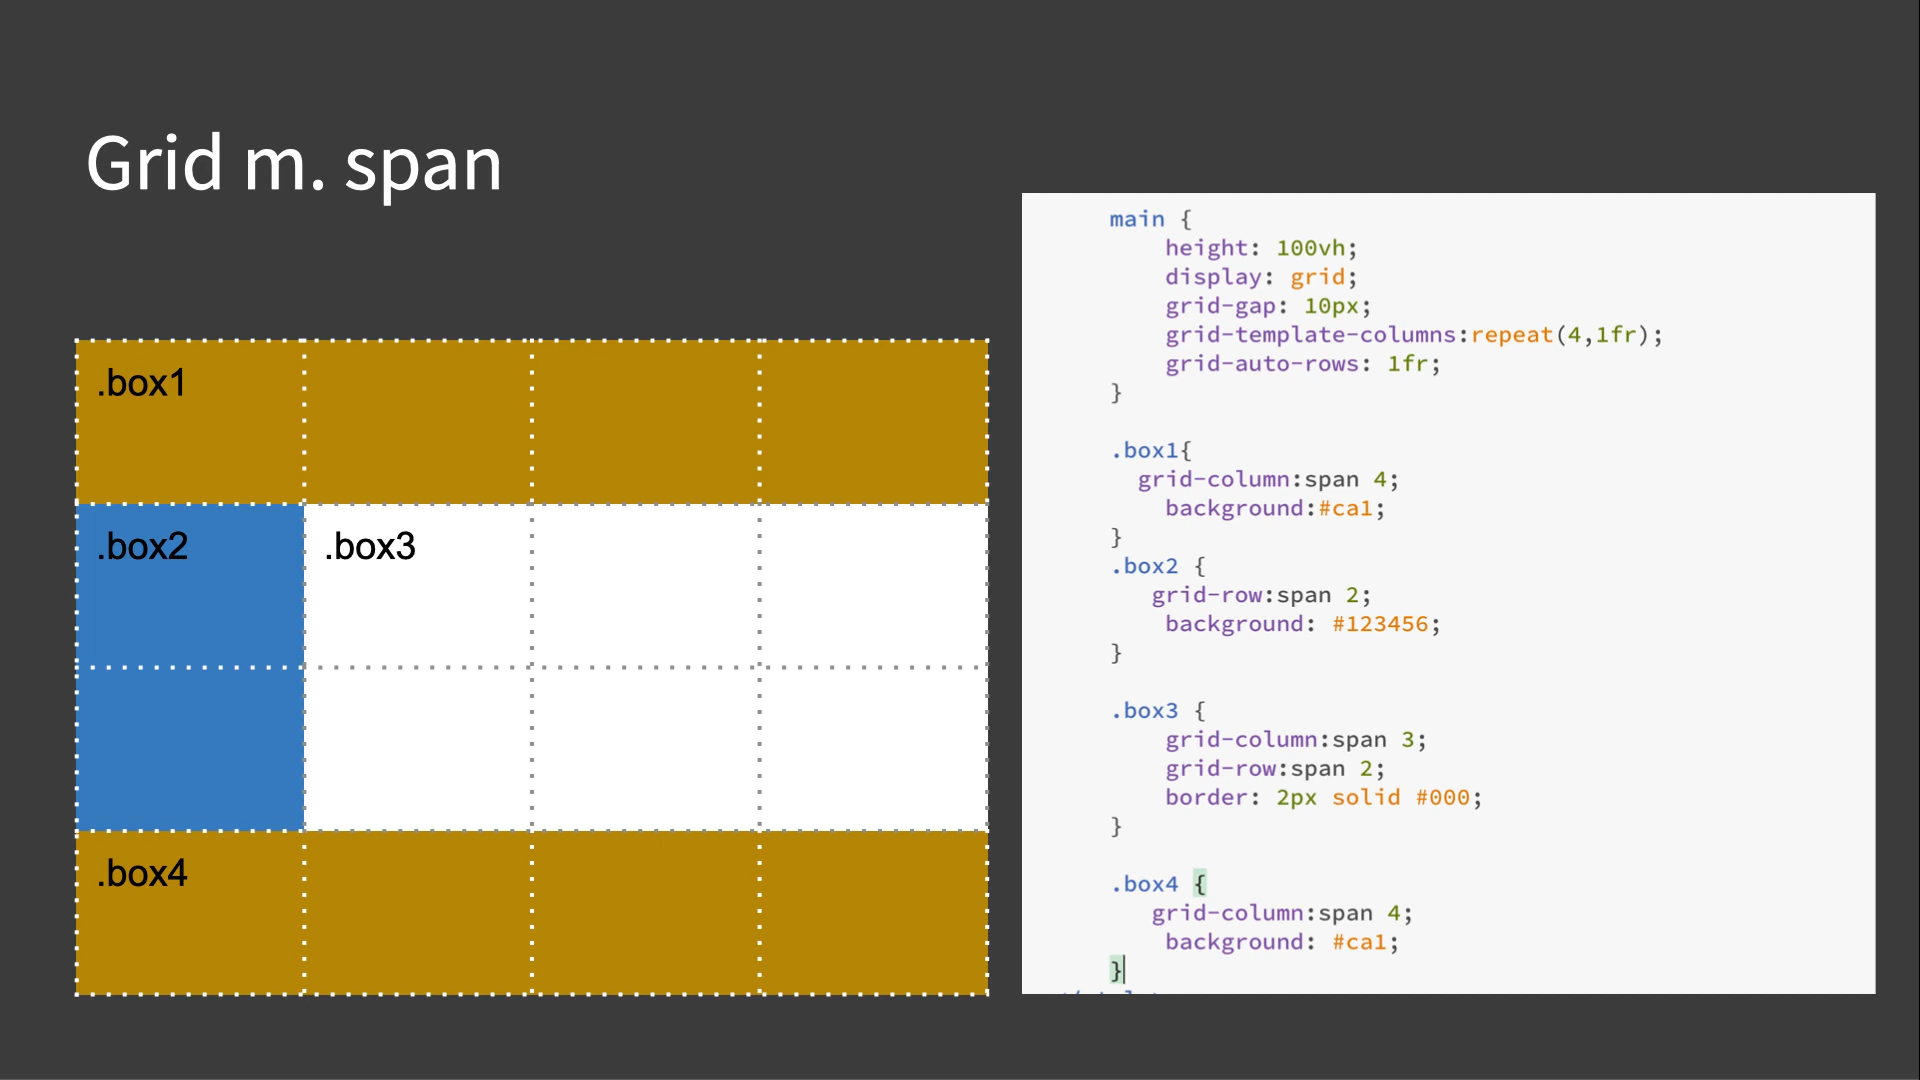 Grid m. span
.box1
.box2
.box3
.box4
main {
height: 100vh;
display: grid;
grid-gap: 10px;
grid-template-columns:repeat(4,1fr);
grid-auto-rows: 1fr;
}
.box1{
grid-column:span 4;
background:#ca1;
}
.box2 {
grid-row:span 2;
background: #123456;
}
.box3 {
grid-column:span 3;
grid-row:span 2;
border: 2px solid #000;
}
.box4 {
grid-column:span 4;
background: #ca1;
}